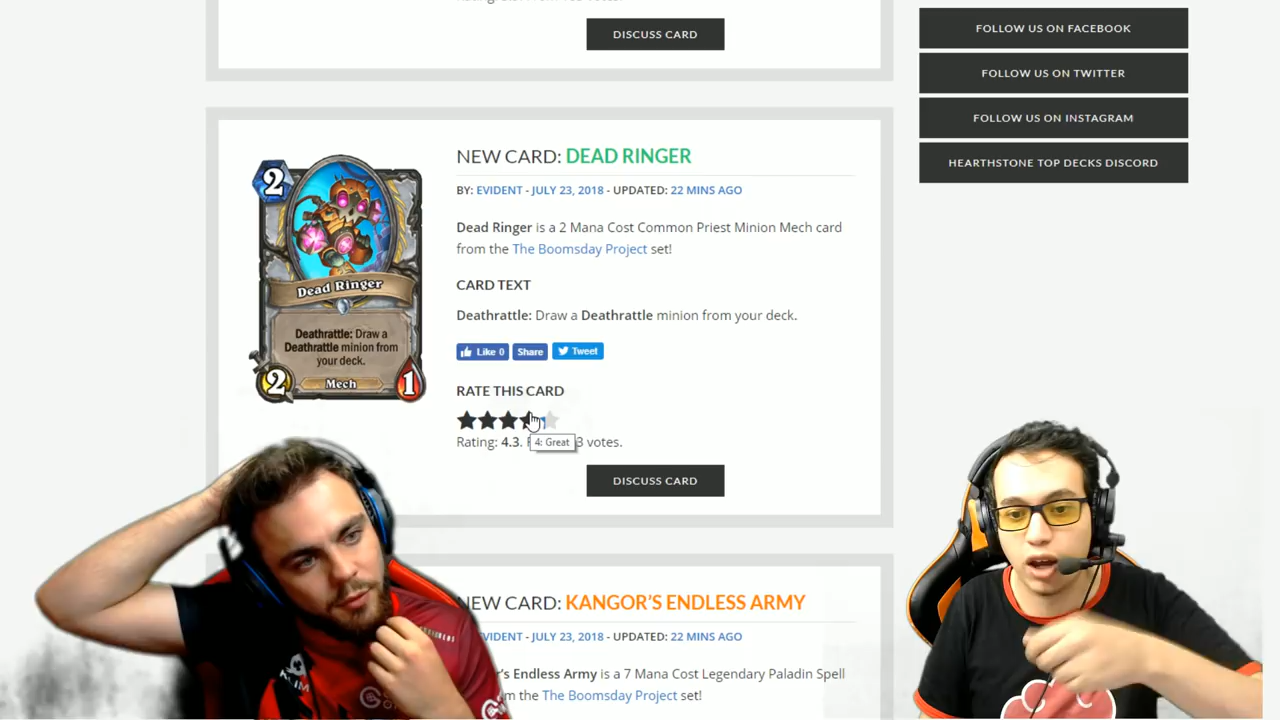 DISCUSS CARD
FOLLOW US ON FACEBOOK
FOLLOW US ON TWITTER
FOLLOW US ON INSTAGRAM
HEARTHSTONE TOP DECKS DISCORD
NEW CARD: DEAD RINGER
BY: EVIDENT - JULY 23, 2018 - UPDATED: 22 MINS AGO
Dead Ringer is a 2 Mana Cost Common Priest Minion Mech card
from the The Boomsday Project set!
CARD TEXT
Deathrattle: Draw a Deathrattle minion from your deck.
Like 0 Share Tweet
RATE THIS CARD
Rating: 4.3. 3 votes.
4: Great
DISCUSS CARD
2
Dead Ringer
Deathrattle: Draw a
Deathrattle minion from
your deck.
2 Mech 1
NEW CARD: KANGOR'S ENDLESS ARMY
EVIDENT - JULY 23, 2018 - UPDATED: 22 MINS AGO
Endless Army is a 7 Mana Cost Legendary Paladin Spell
the The Boomsday Project set!